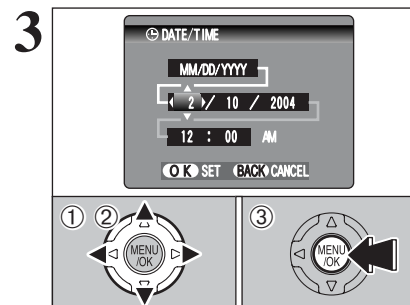 3
DATE/TIME
MM/DD/YYYY
2 / 10 / 2004
12 : 00 AM
OK SET BACK CANCEL
① ② ③
MENU /OK MENU /OK